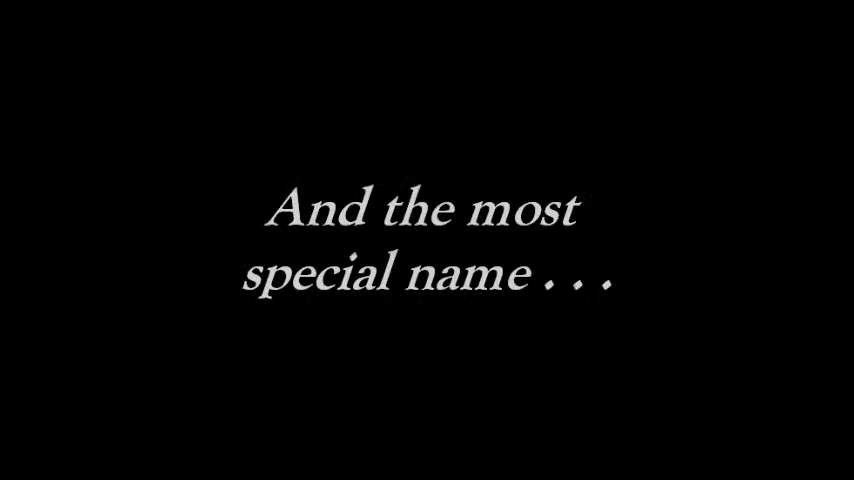 And the most
special name . . .